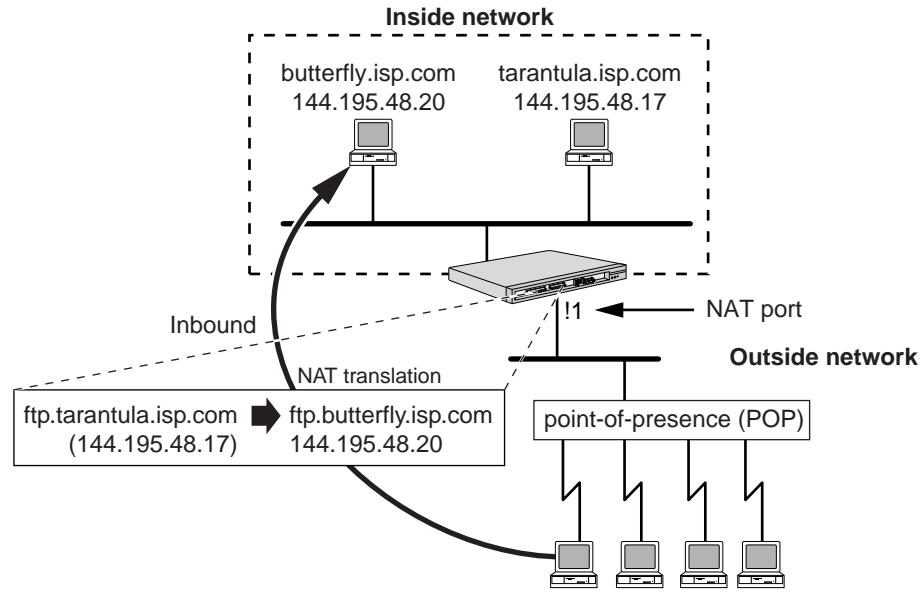 Inside network
butterfly.isp.com
144.195.48.20
tarantula.isp.com
144.195.48.17
!1
NAT port
Inbound
Outside network
NAT translation
ftp.tarantula.isp.com
(144.195.48.17)
ftp.butterfly.isp.com
144.195.48.20
point-of-presence (POP)